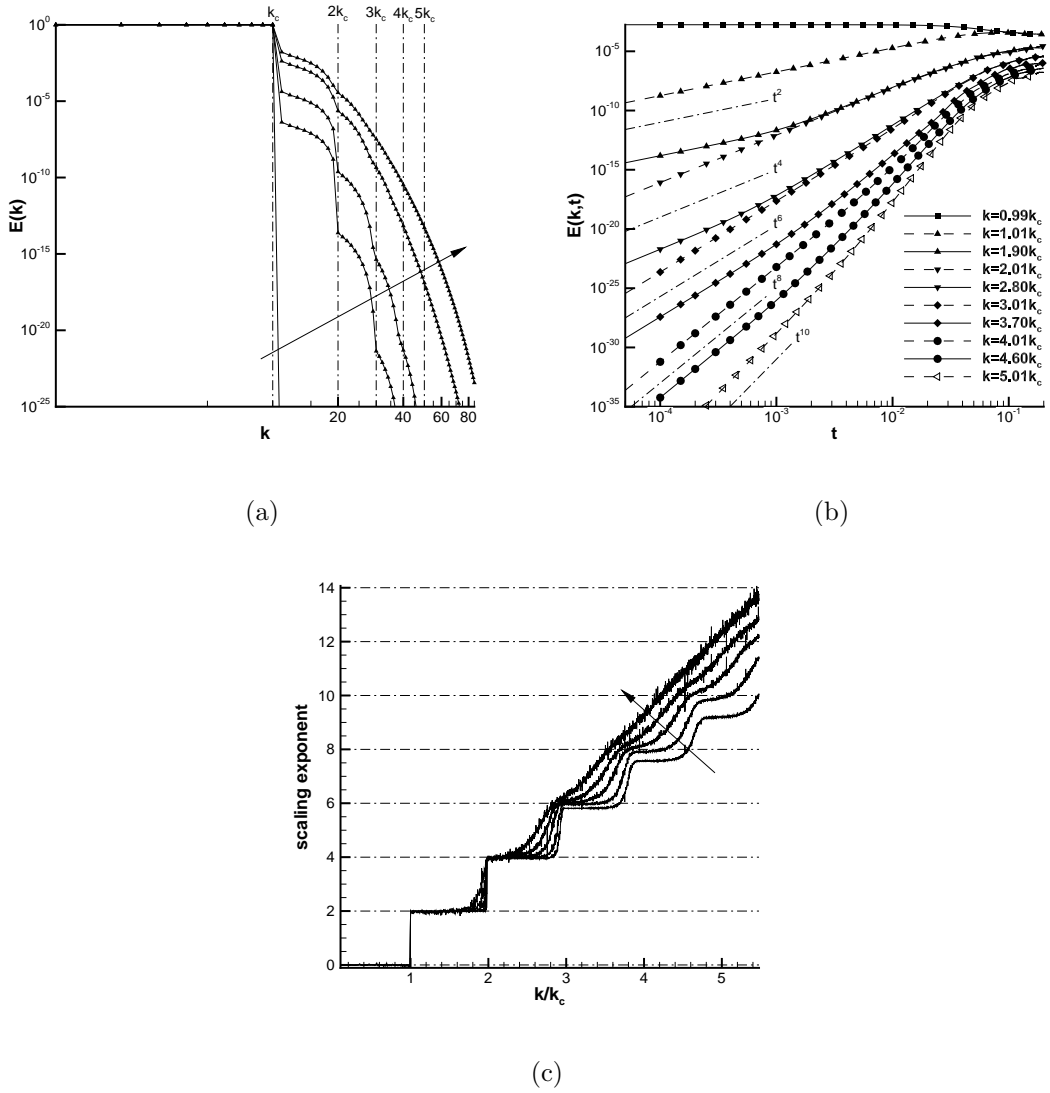 k_c 2k_c 3k_c 4k_c 5k_c
10^0
10^-5
10^-10
10^-15
10^-20
10^-25
E(k)
20 40 60 80
k
(a)
10^-5
10^-10
10^-15
10^-20
10^-25
10^-30
10^-35
E(k,t)
t^2
t^4
t^6
t^8
t^10
k=0.99k_c
k=1.01k_c
k=1.90k_c
k=2.01k_c
k=2.80k_c
k=3.01k_c
k=3.70k_c
k=4.01k_c
k=4.60k_c
k=5.01k_c
10^-4 10^-3 10^-2 10^-1
t
(b)
14
12
10
8
6
4
2
0
scaling exponent
1 2 3 4 5
k/k_c
(c)